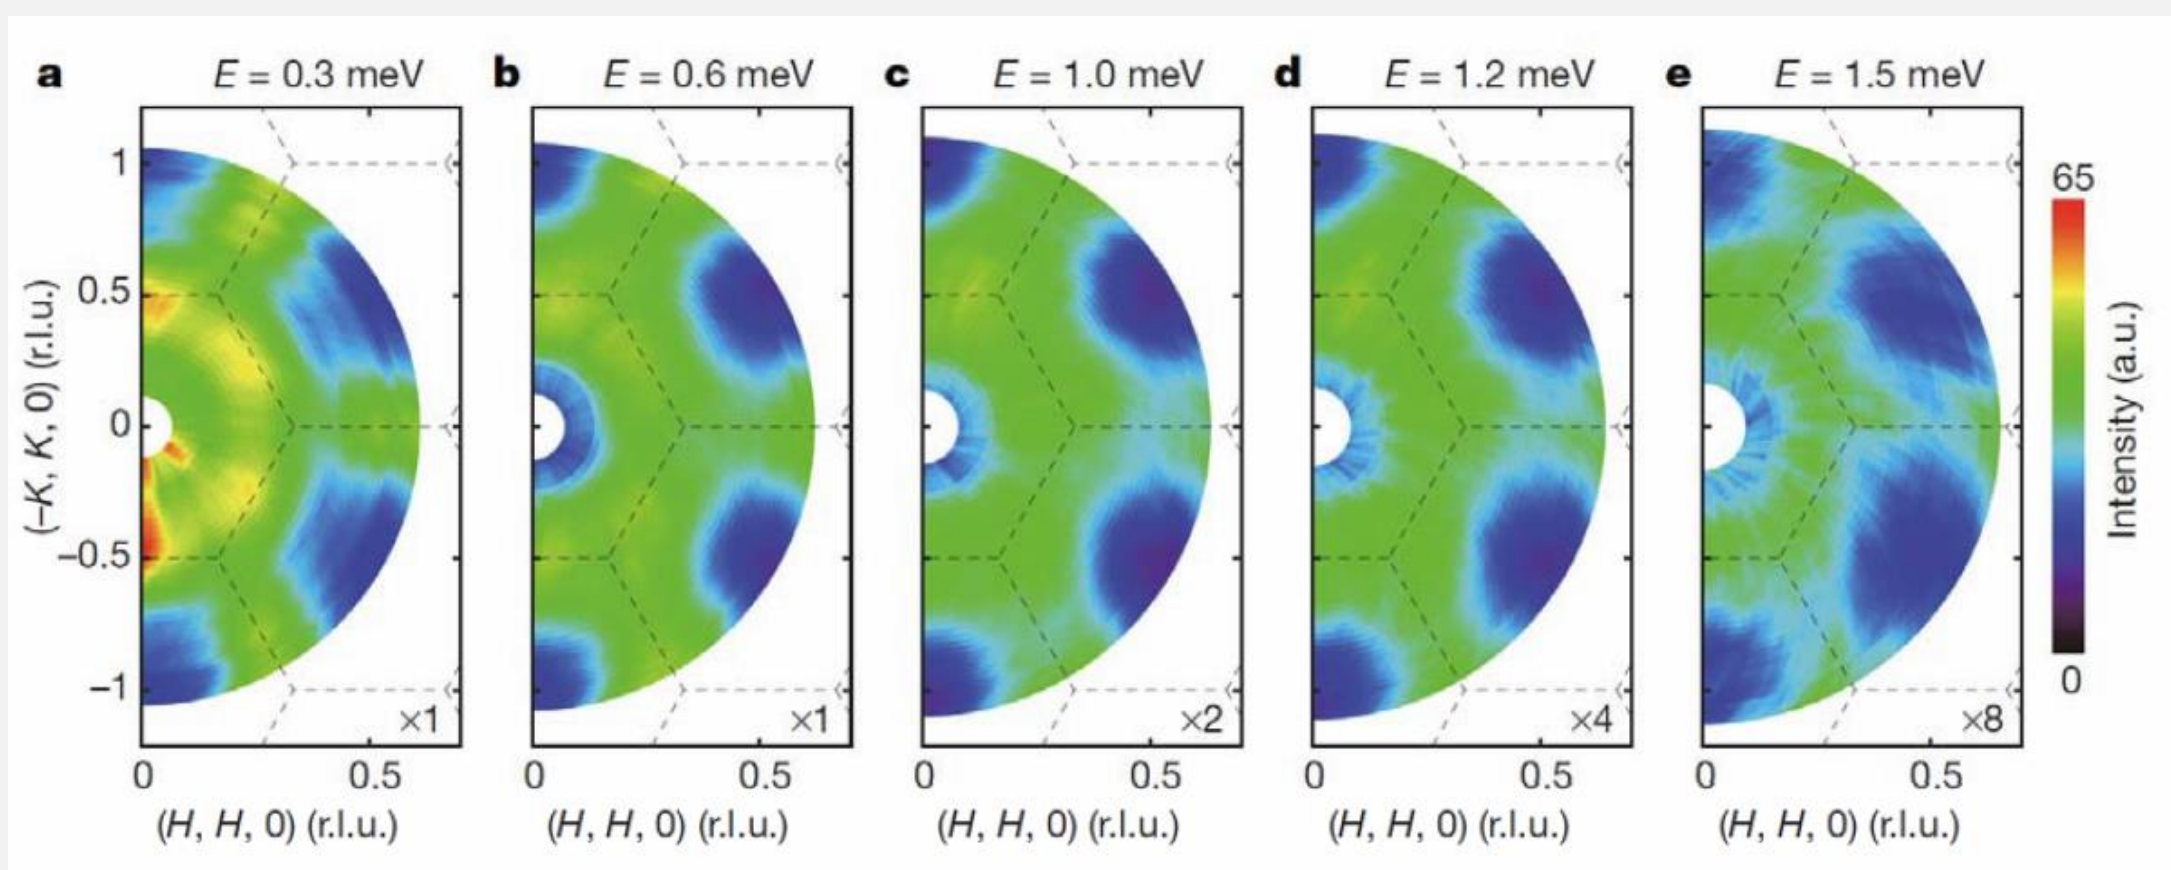 a E = 0.3 meV
b E = 0.6 meV
c E = 1.0 meV
d E = 1.2 meV
e E = 1.5 meV
(–K, K, 0) (r.l.u.)
1
0.5
0
–0.5
–1
×1
×1
×2
×4
×8
0 0.5
0 0.5
0 0.5
0 0.5
0 0.5
(H, H, 0) (r.l.u.)
(H, H, 0) (r.l.u.)
(H, H, 0) (r.l.u.)
(H, H, 0) (r.l.u.)
(H, H, 0) (r.l.u.)
65
Intensity (a.u.)
0